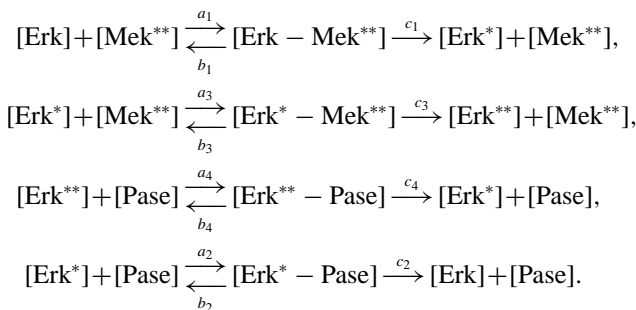 [Erk]+[Mek**] ⇄ (a₁ / b₁) [Erk – Mek**] →(c₁) [Erk*]+[Mek**],
[Erk*]+[Mek**] ⇄ (a₃ / b₃) [Erk* – Mek**] →(c₃) [Erk**]+[Mek**],
[Erk**]+[Pase] ⇄ (a₄ / b₄) [Erk** – Pase] →(c₄) [Erk*]+[Pase],
[Erk*]+[Pase] ⇄ (a₂ / b₂) [Erk* – Pase] →(c₂) [Erk]+[Pase].